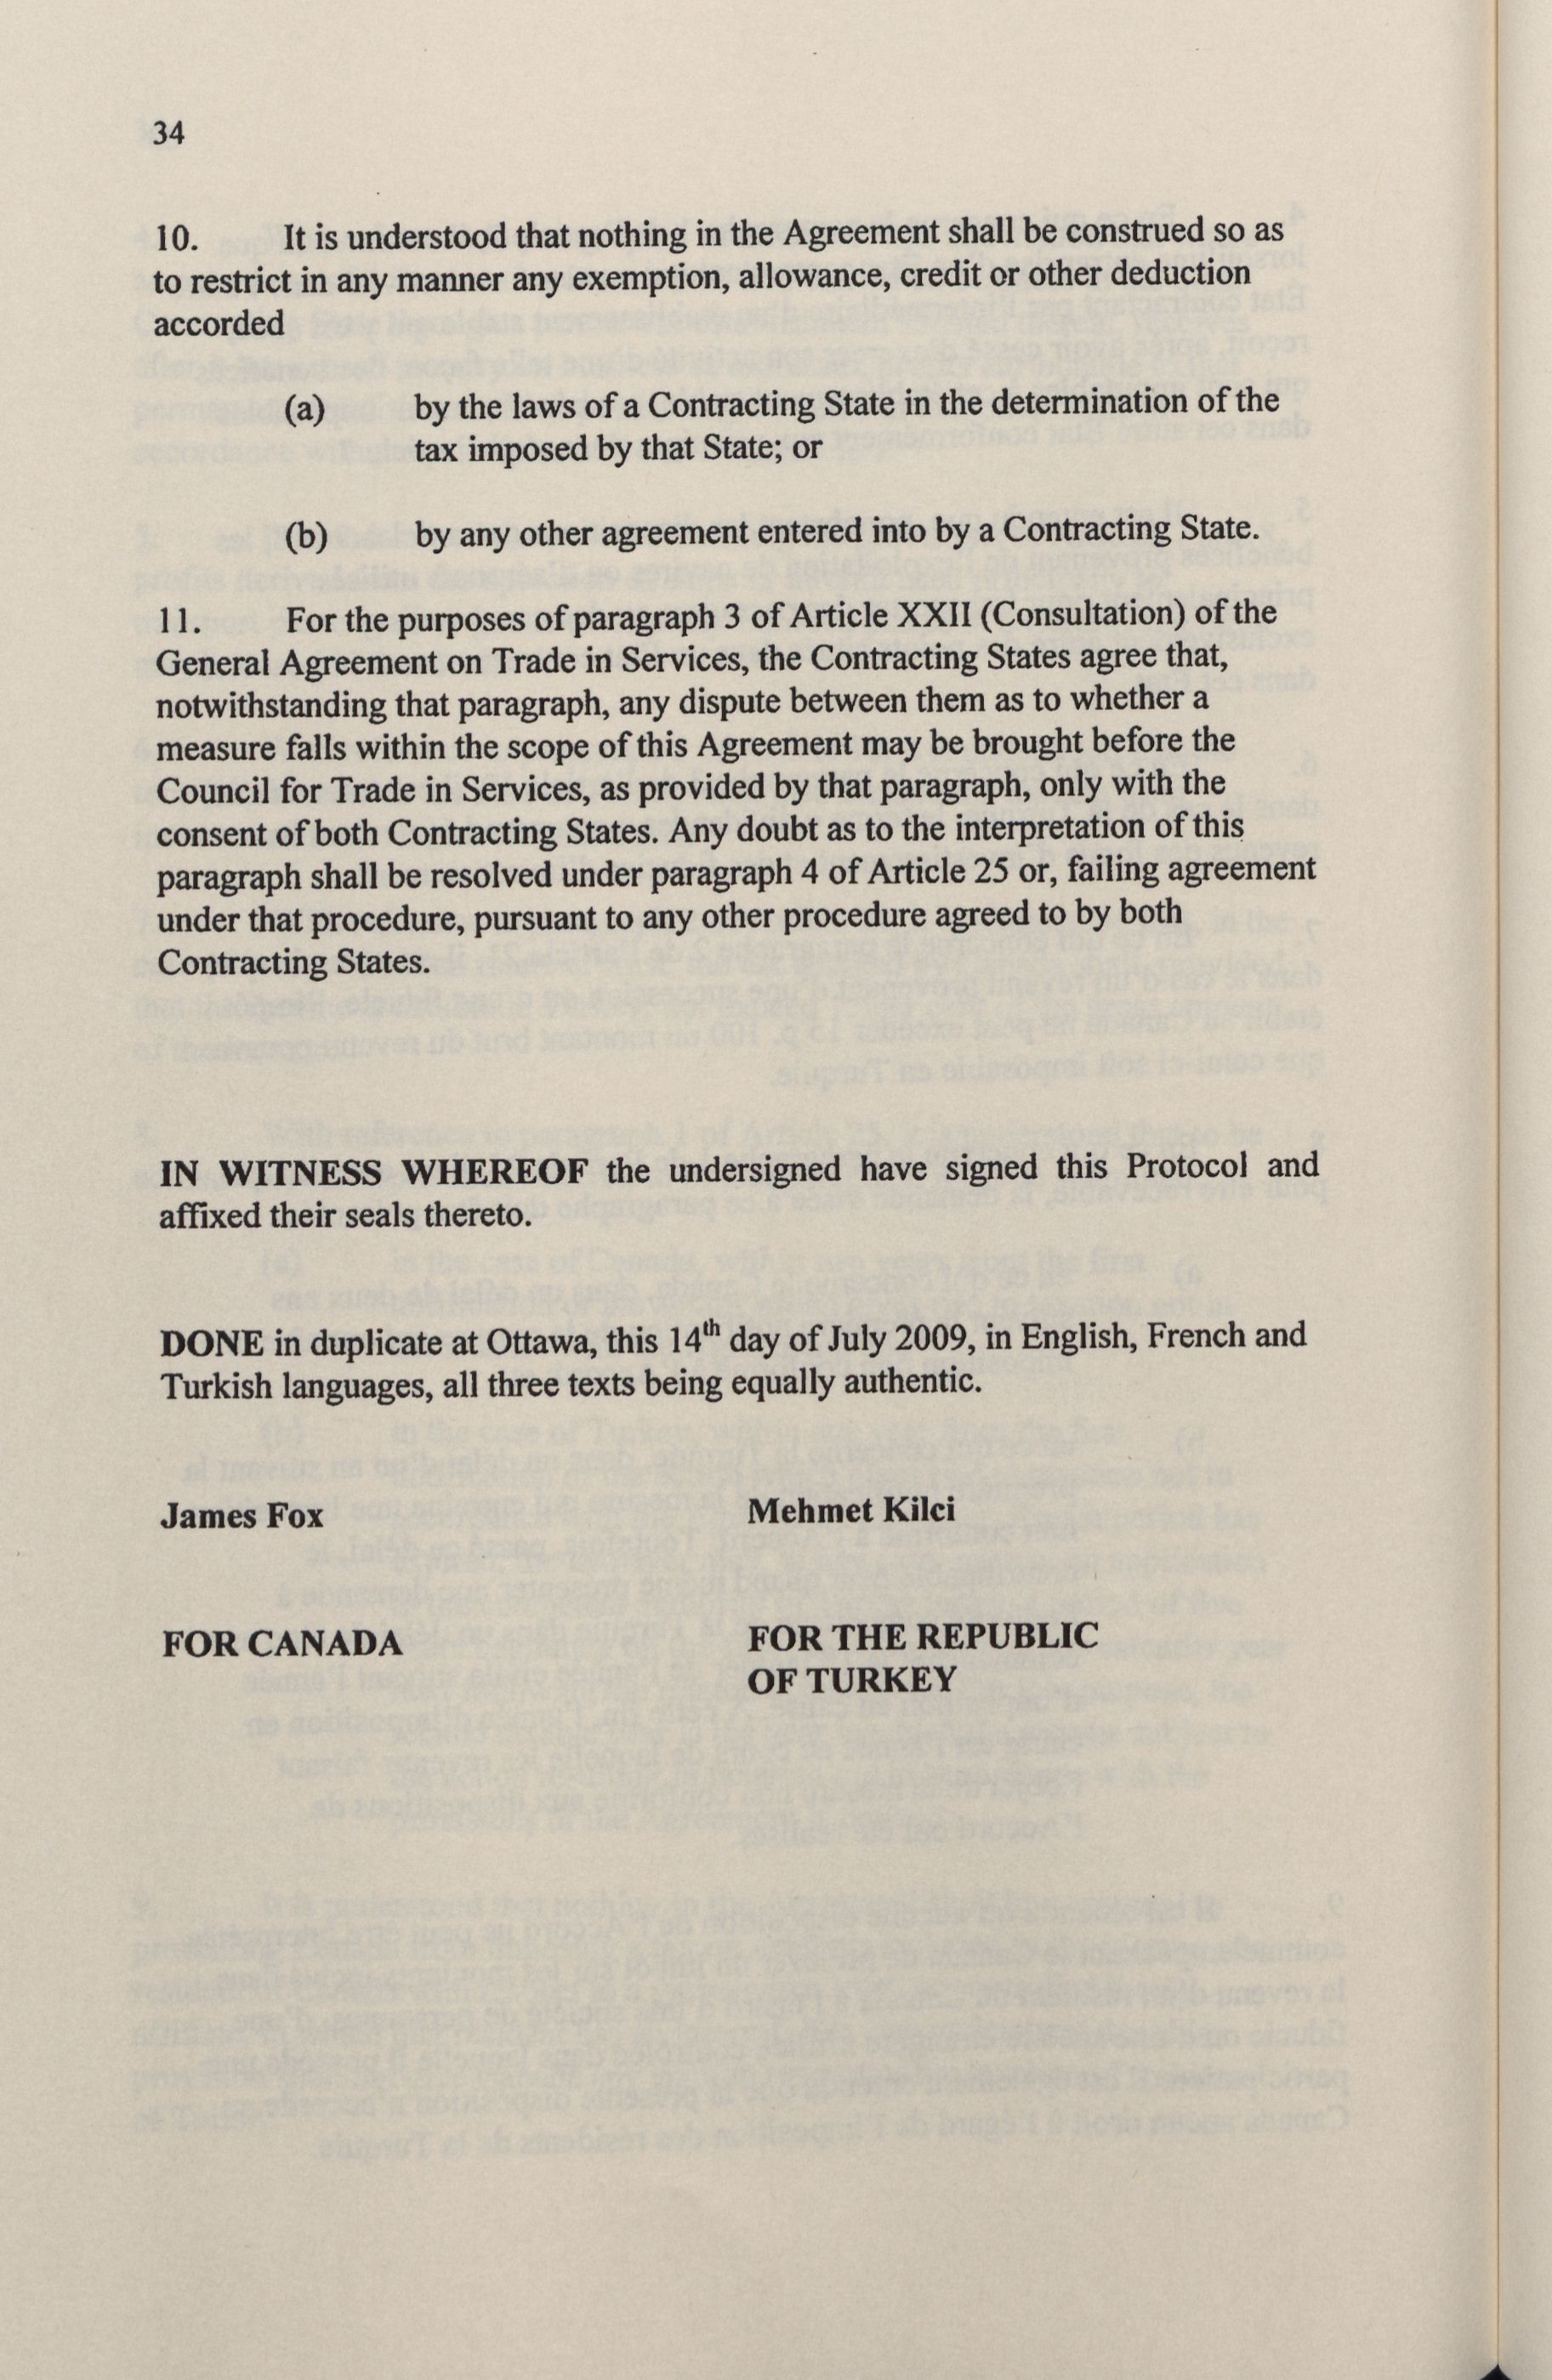 34
10. It is understood that nothing in the Agreement shall be construed so as
to restrict in any manner any exemption, allowance, credit or other deduction
accorded
(a) by the laws of a Contracting State in the determination of the
tax imposed by that State; or
(b) by any other agreement entered into by a Contracting State.
11. For the purposes of paragraph 3 of Article XXII (Consultation) of the
General Agreement on Trade in Services, the Contracting States agree that,
notwithstanding that paragraph, any dispute between them as to whether a
measure falls within the scope of this Agreement may be brought before the
Council for Trade in Services, as provided by that paragraph, only with the
consent of both Contracting States. Any doubt as to the interpretation of this
paragraph shall be resolved under paragraph 4 of Article 25 or, failing agreement
under that procedure, pursuant to any other procedure agreed to by both
Contracting States.
IN WITNESS WHEREOF the undersigned have signed this Protocol and
affixed their seals thereto.
DONE in duplicate at Ottawa, this 14th day of July 2009, in English, French and
Turkish languages, all three texts being equally authentic.
James Fox
Mehmet Kilci
FOR CANADA
FOR THE REPUBLIC
OF TURKEY